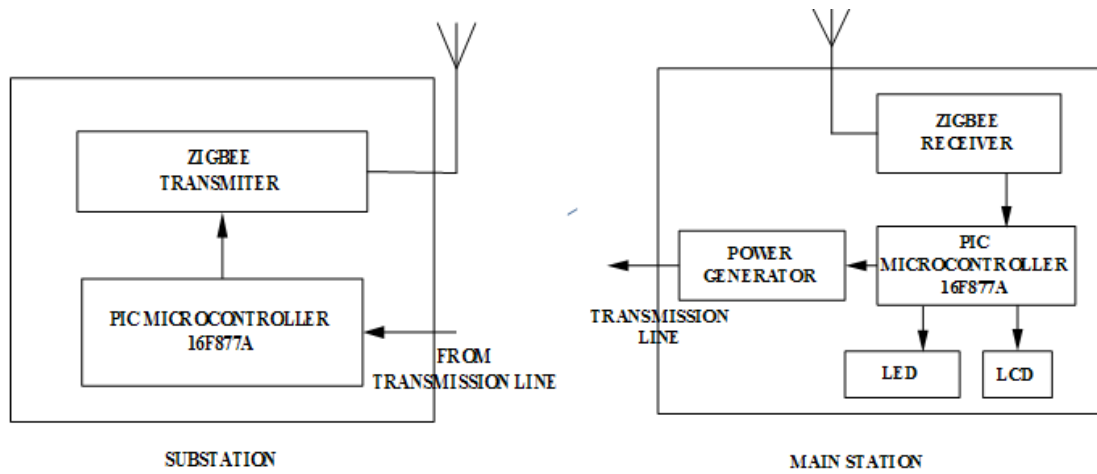 ZIGBEE
TRANSMITER
PIC MICROCONTROLLER
16F877A
FROM
TRANSMISSION LINE
SUBSTATION
ZIGBEE
RECEIVER
PIC
MICROCONTROLLER
16F877A
POWER
GENERATOR
TRANSMISSION
LINE
LED
LCD
MAIN STATION